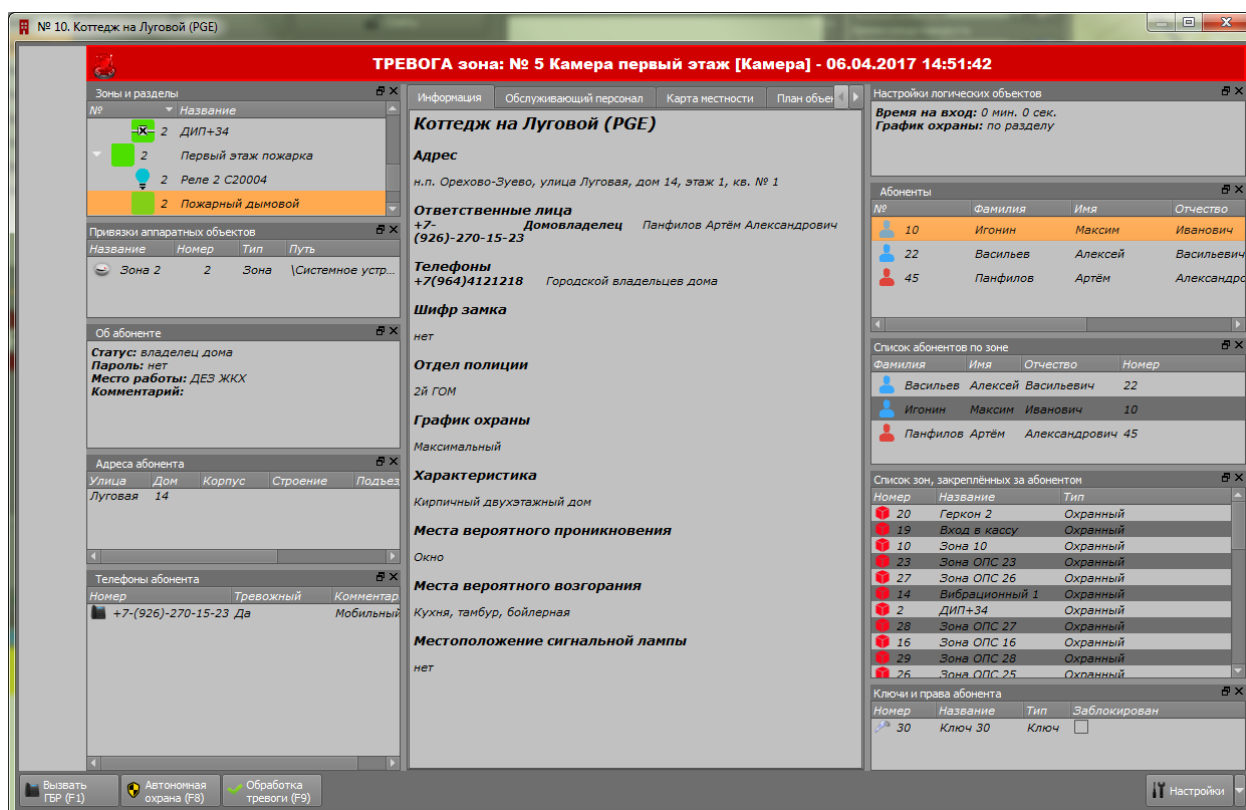 № 10. Коттедж на Луговой (PGE)
ТРЕВОГА зона: № 5 Камера первый этаж [Камера] - 06.04.2017 14:51:42
Зоны и разделы
№ Название
2 ДИП+34
2 Первый этаж пожарка
2 Реле 2 С20004
2 Пожарный дымовой
Привязки аппаратных объектов
Название Номер Тип Путь
Зона 2 2 Зона \Системное устр...
Об абоненте
Статус: владелец дома
Пароль: нет
Место работы: ДЕЗ ЖКХ
Комментарий:
Адреса абонента
Улица Дом Корпус Строение Подъез
Луговая 14
Телефоны абонента
Номер Тревожный Комментар
+7-(926)-270-15-23 Да Мобильный
Информация Обслуживающий персонал Карта местности План объек
Коттедж на Луговой (PGE)
Адрес
н.п. Орехово-Зуево, улица Луговая, дом 14, этаж 1, кв. № 1
Ответственные лица
+7-
(926)-270-15-23 Домовладелец Панфилов Артём Александрович
Телефоны
+7(964)4121218 Городской владельцев дома
Шифр замка
нет
Отдел полиции
2й ГОМ
График охраны
Максимальный
Характеристика
Кирпичный двухэтажный дом
Места вероятного проникновения
Окно
Места вероятного возгорания
Кухня, тамбур, бойлерная
Местоположение сигнальной лампы
нет
Настройки логических объектов
Время на вход: 0 мин. 0 сек.
График охраны: по разделу
Абоненты
№ Фамилия Имя Отчество
10 Игонин Максим Иванович
22 Васильев Алексей Васильевич
45 Панфилов Артём Александро
Список абонентов по зоне
Фамилия Имя Отчество Номер
Васильев Алексей Васильевич 22
Игонин Максим Иванович 10
Панфилов Артём Александрович 45
Список зон, закреплённых за абонентом
Номер Название Тип
20 Геркон 2 Охранный
19 Вход в кассу Охранный
10 Зона 10 Охранный
23 Зона ОПС 23 Охранный
27 Зона ОПС 26 Охранный
14 Вибрационный 1 Охранный
2 ДИП+34 Охранный
28 Зона ОПС 27 Охранный
16 Зона ОПС 16 Охранный
29 Зона ОПС 28 Охранный
26 Зона ОПС 25 Охранный
Ключи и права абонента
Номер Название Тип Заблокирован
30 Ключ 30 Ключ
Вызвать
ГБР (F1)
Автономная
охрана (F8)
Обработка
тревоги (F9)
Настройки